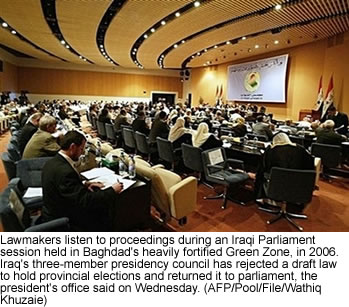 Lawmakers listen to proceedings during an Iraqi Parliament
session held in Baghdad's heavily fortified Green Zone, in 2006.
Iraq's three-member presidency council has rejected a draft law
to hold provincial elections and returned it to parliament, the
president's office said on Wednesday. (AFP/Pool/File/Wathiq
Khuzaie)